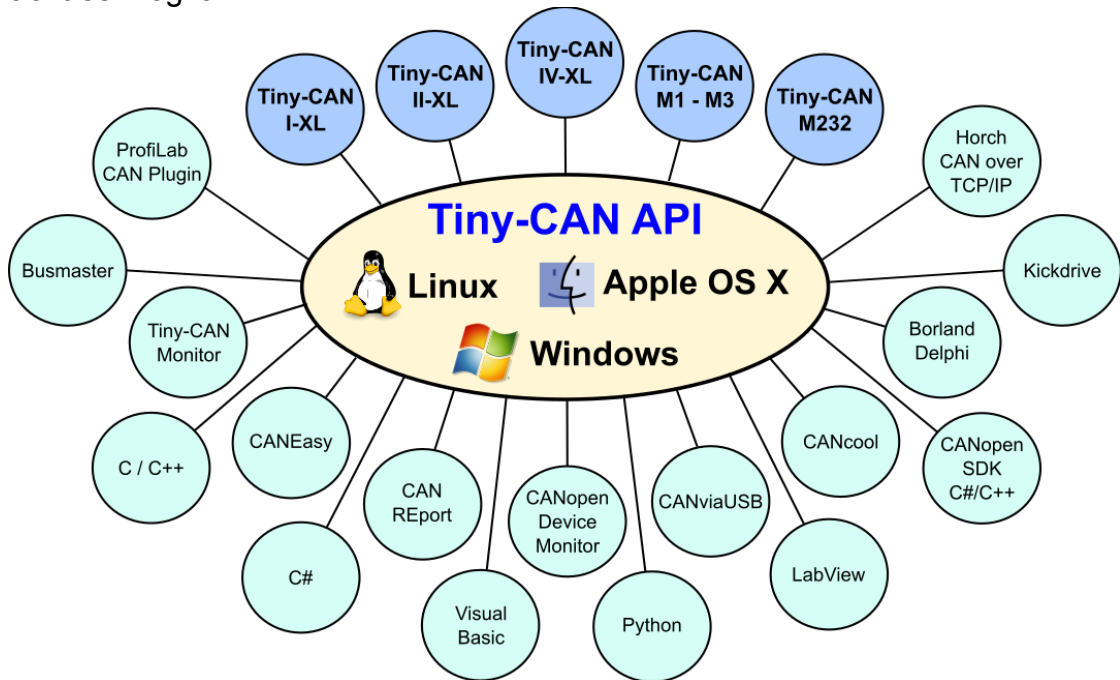 Tiny-CAN
IV-XL
Tiny-CAN
II-XL
Tiny-CAN
M1 - M3
Tiny-CAN
I-XL
Tiny-CAN
M232
ProfiLab
CAN Plugin
Horch
CAN over
TCP/IP
Tiny-CAN API
Busmaster
Linux
Apple OS X
Kickdrive
Tiny-CAN
Monitor
Windows
Borland
Delphi
C / C++
CANEasy
CAN
REport
CANopen
Device
Monitor
CANviaUSB
CANcool
CANopen
SDK
C#/C++
C#
Visual
Basic
Python
LabView